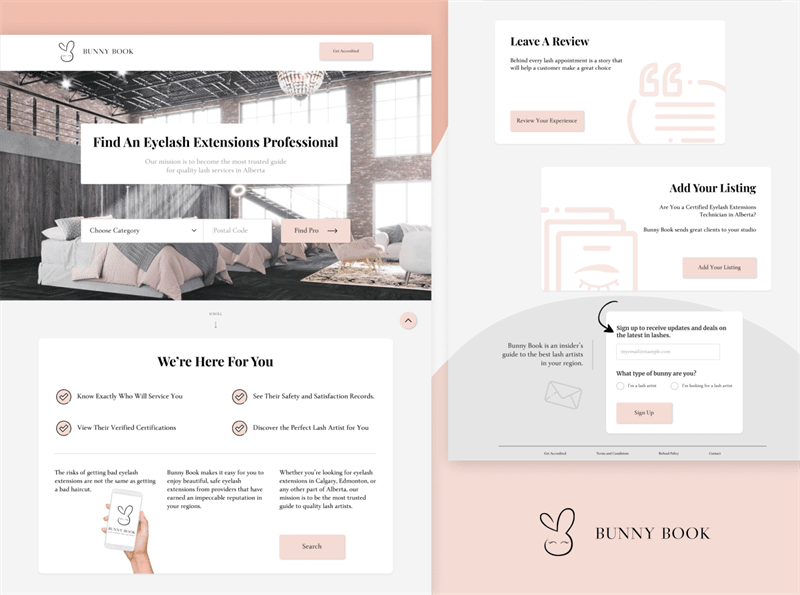 BUNNY BOOK
Get Accredited
Find An Eyelash Extensions Professional
Our mission is to become the most trusted guide
for quality lash services in Alberta
Choose Category
Postal Code
Find Pro
SCROLL
We're Here For You
Know Exactly Who Will Service You
See Their Safety and Satisfaction Records.
View Their Verified Certifications
Discover the Perfect Lash Artist for You
The risks of getting bad eyelash
extensions are not the same as getting
a bad haircut.
BUNNY BOOK
Bunny Book makes it easy for you to
enjoy beautiful, safe eyelash
extensions from providers that have
earned an impeccable reputation in
your regions.
Whether you're looking for eyelash
extensions in Calgary, Edmonton, or
any other part of Alberta, our
mission is to be the most trusted
guide to quality lash artists.
Search
Leave A Review
Behind every lash appointment is a story that
will help a customer make a great choice
Review Your Experience
Add Your Listing
Are You a Certified Eyelash Extensions
Technician in Alberta?
Bunny Book sends great clients to your studio
Add Your Listing
Bunny Book is an insider's
guide to the best lash artists
in your region.
Sign up to receive updates and deals on
the latest in lashes.
myemail@example.com
What type of bunny are you?
I'm a lash artist
I'm looking for a lash artist
Sign Up
Get Accredited
Terms and Conditions
Refund Policy
Contact
BUNNY BOOK